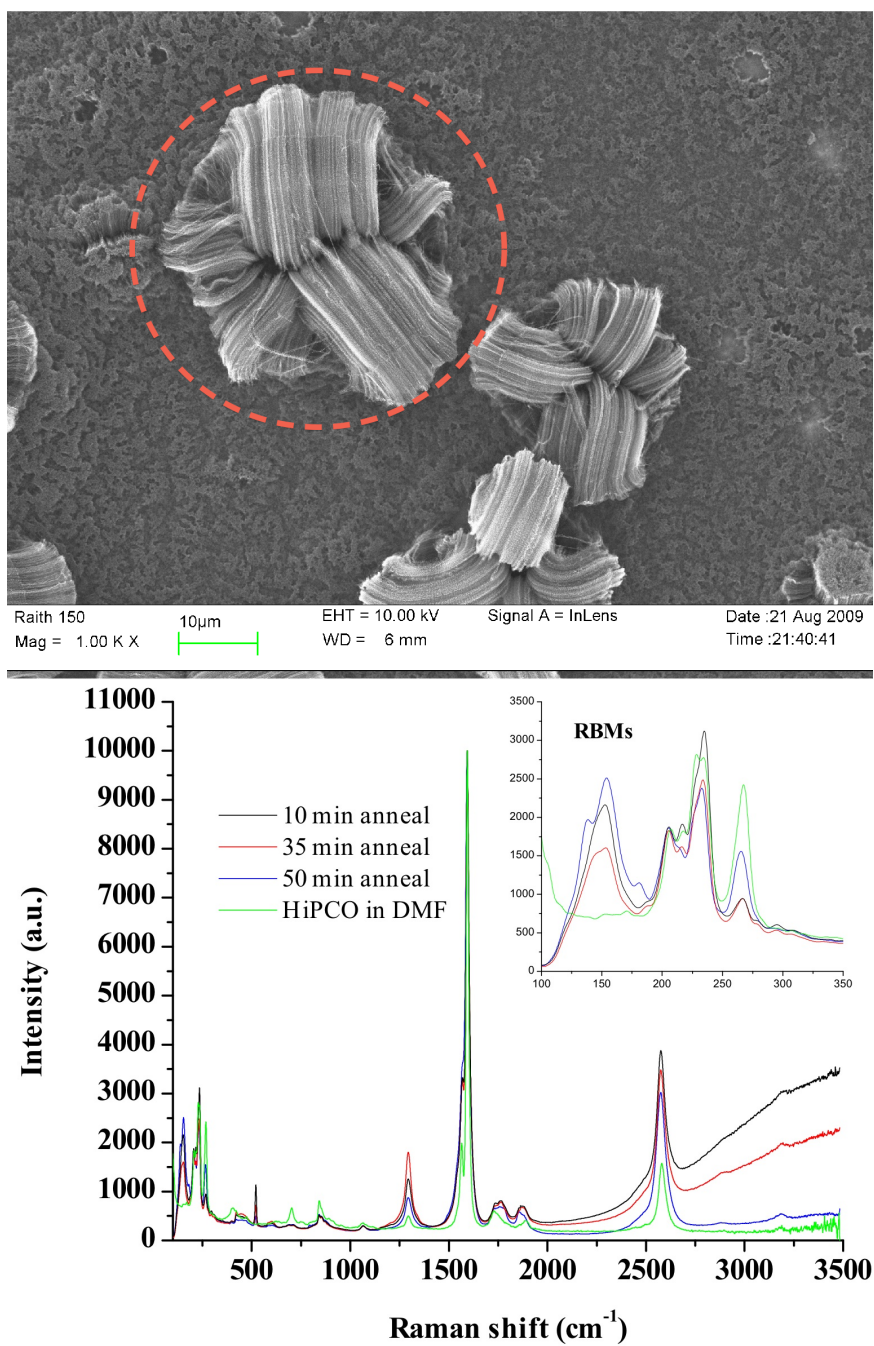 Raith 150
Mag = 1.00 K X
10µm
EHT = 10.00 kV
WD = 6 mm
Signal A = InLens
Date :21 Aug 2009
Time :21:40:41
11000
10000
9000
8000
7000
6000
5000
4000
3000
2000
1000
0
Intensity (a.u.)
10 min anneal
35 min anneal
50 min anneal
HiPCO in DMF
RBMs
3500
3000
2500
2000
1500
1000
500
0
100 150 200 250 300 350
500 1000 1500 2000 2500 3000 3500
Raman shift (cm⁻¹)